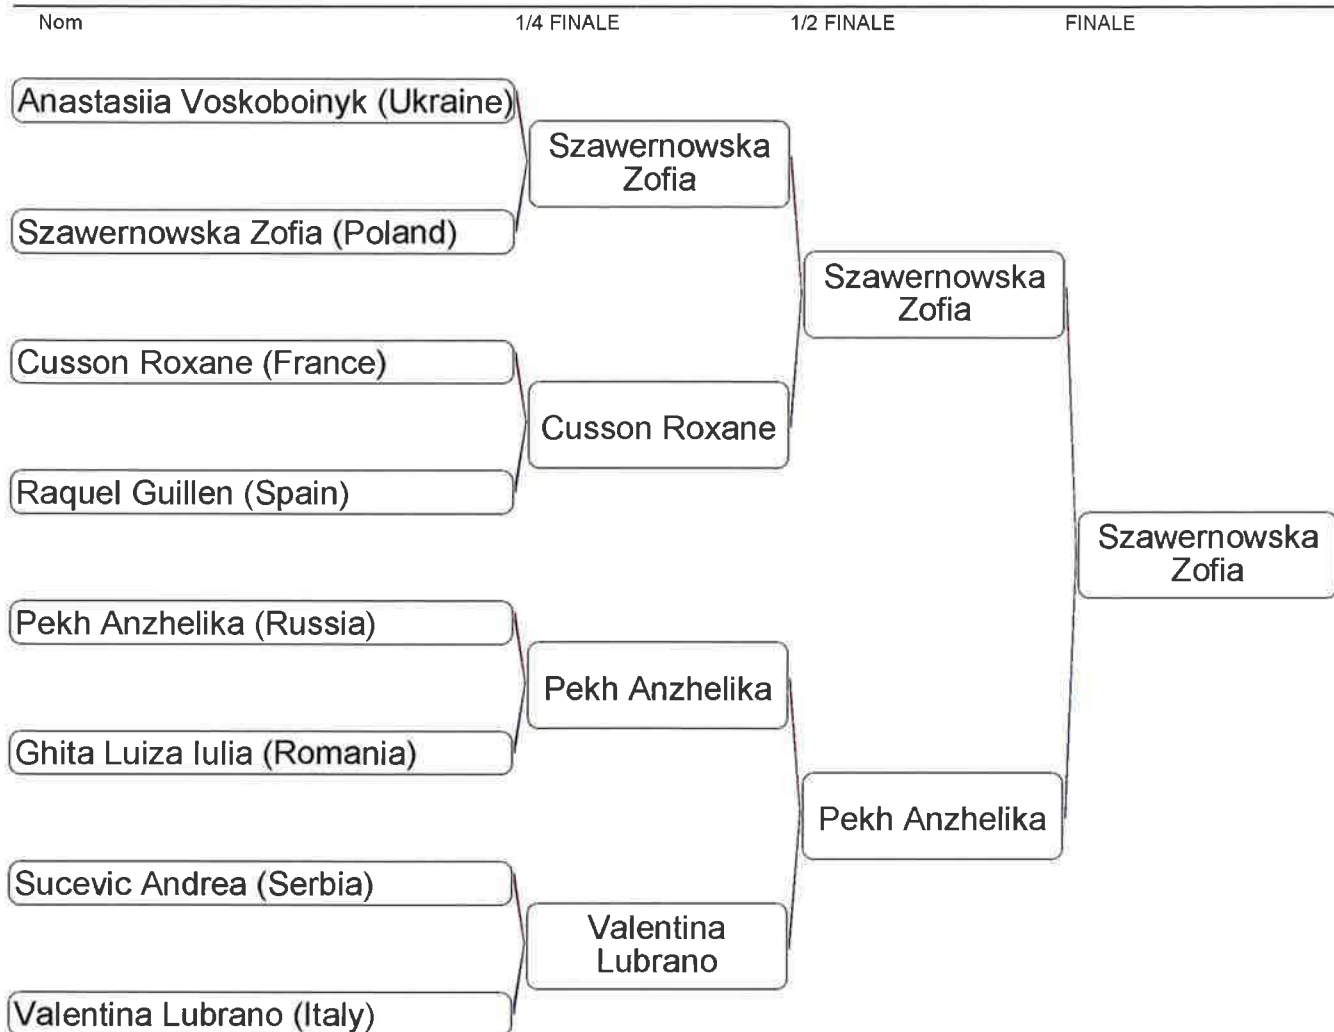 Nom 1/4 FINALE 1/2 FINALE FINALE
Anastasiia Voskoboinyk (Ukraine)
Szawernowska
Zofia
Szawernowska Zofia (Poland)
Szawernowska
Zofia
Cusson Roxane (France)
Cusson Roxane
Raquel Guillen (Spain)
Szawernowska
Zofia
Pekh Anzhelika (Russia)
Pekh Anzhelika
Ghita Luiza Iulia (Romania)
Pekh Anzhelika
Sucevic Andrea (Serbia)
Valentina
Lubrano
Valentina Lubrano (Italy)